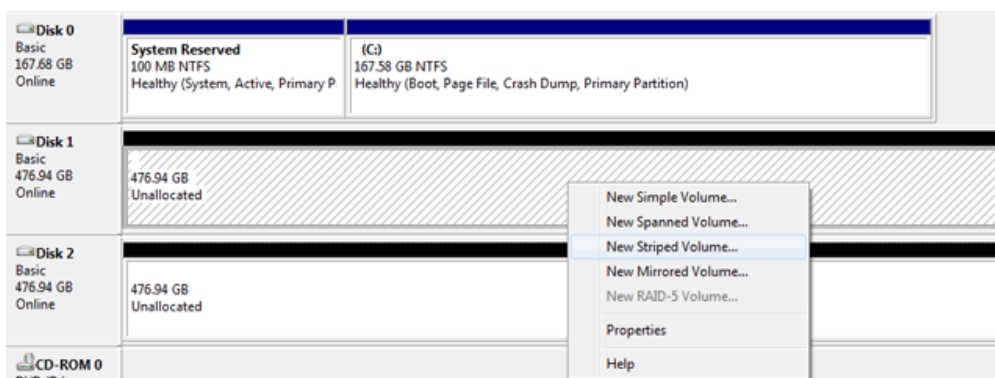 Disk 0
Basic
167.68 GB
Online
System Reserved
100 MB NTFS
Healthy (System, Active, Primary P
(C:)
167.58 GB NTFS
Healthy (Boot, Page File, Crash Dump, Primary Partition)
Disk 1
Basic
476.94 GB
Online
476.94 GB
Unallocated
New Simple Volume...
New Spanned Volume...
New Striped Volume...
New Mirrored Volume...
New RAID-5 Volume...
Properties
Help
Disk 2
Basic
476.94 GB
Online
476.94 GB
Unallocated
CD-ROM 0